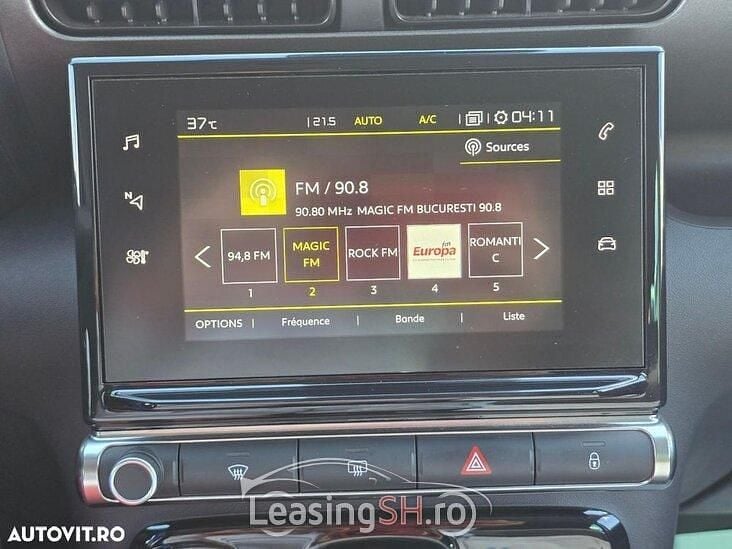 37°C | 21.5 AUTO A/C | | 04:11
Sources
N
FM / 90.8
90.80 MHz MAGIC FM BUCURESTI 90.8
94,8 FM
MAGIC FM
ROCK FM
Europa fm
ROMANTI C
1 2 3 4 5
OPTIONS | Fréquence | Bande | Liste
LeasingSH.ro
AUTOVIT.RO